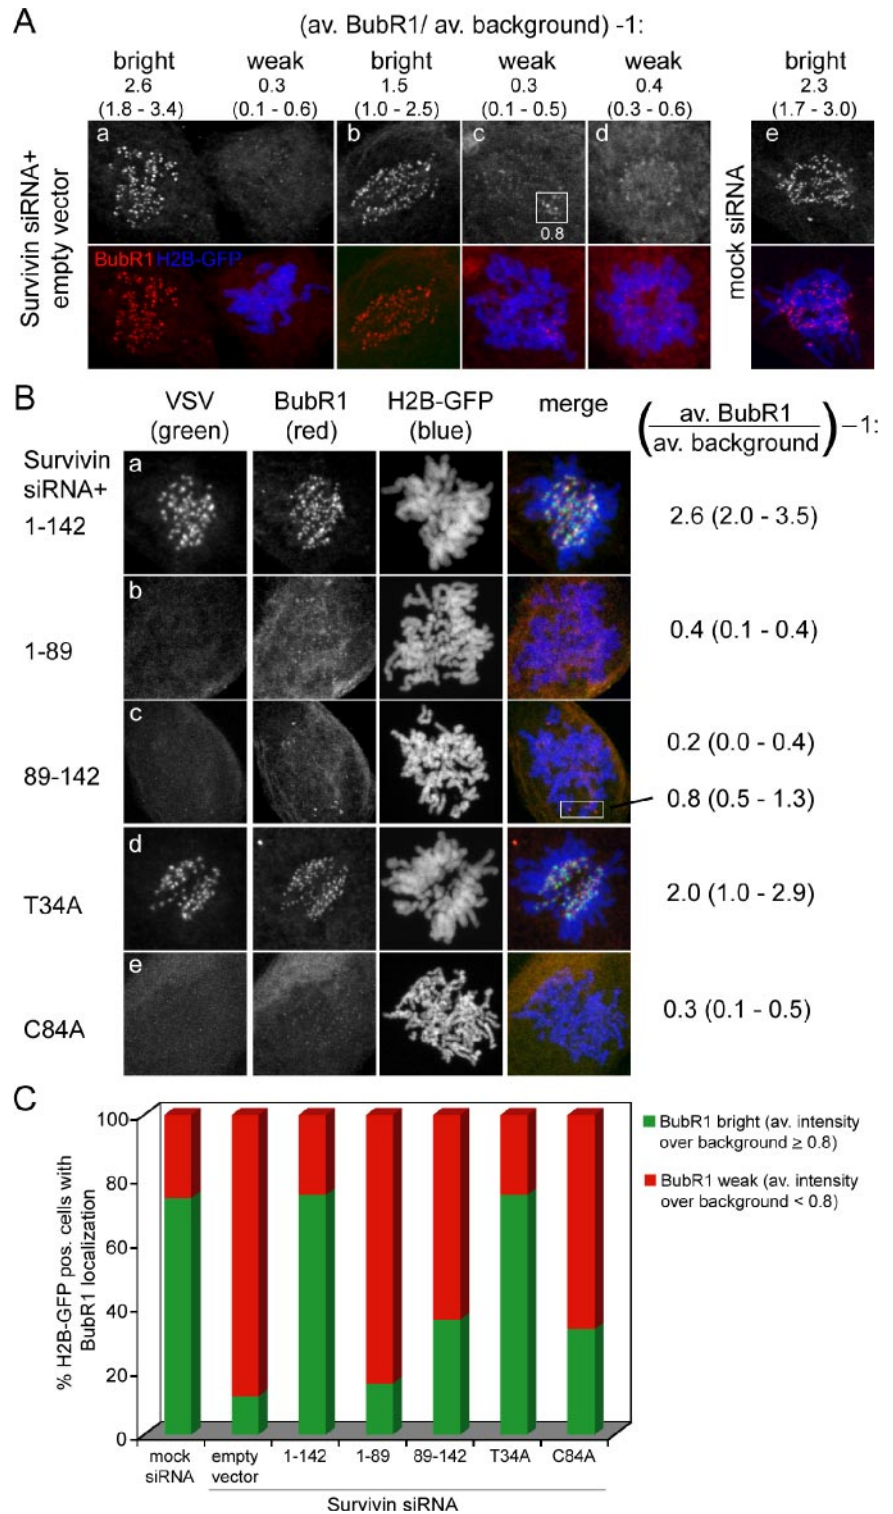 A
(av. BubR1/ av. background) -1:
bright weak bright weak weak bright
2.6 0.3 1.5 0.3 0.4 2.3
(1.8 - 3.4) (0.1 - 0.6) (1.0 - 2.5) (0.1 - 0.5) (0.3 - 0.6) (1.7 - 3.0)
Survivin siRNA+
empty vector
a b c d
0.8
mock siRNA
e
BubR1 H2B-GFP
B
VSV BubR1 H2B-GFP merge
(green) (red) (blue)
(av. BubR1
av. background) -1:
Survivin
siRNA+
1-142
a
2.6 (2.0 - 3.5)
b
1-89
0.4 (0.1 - 0.4)
c
89-142
0.2 (0.0 - 0.4)
0.8 (0.5 - 1.3)
d
T34A
2.0 (1.0 - 2.9)
e
C84A
0.3 (0.1 - 0.5)
C
% H2B-GFP pos. cells with
BubR1 localization
100
80
60
40
20
0
BubR1 bright (av. intensity
over background ≥ 0.8)
BubR1 weak (av. intensity
over background < 0.8)
mock empty 1-142 1-89 89-142 T34A C84A
siRNA vector
Survivin siRNA